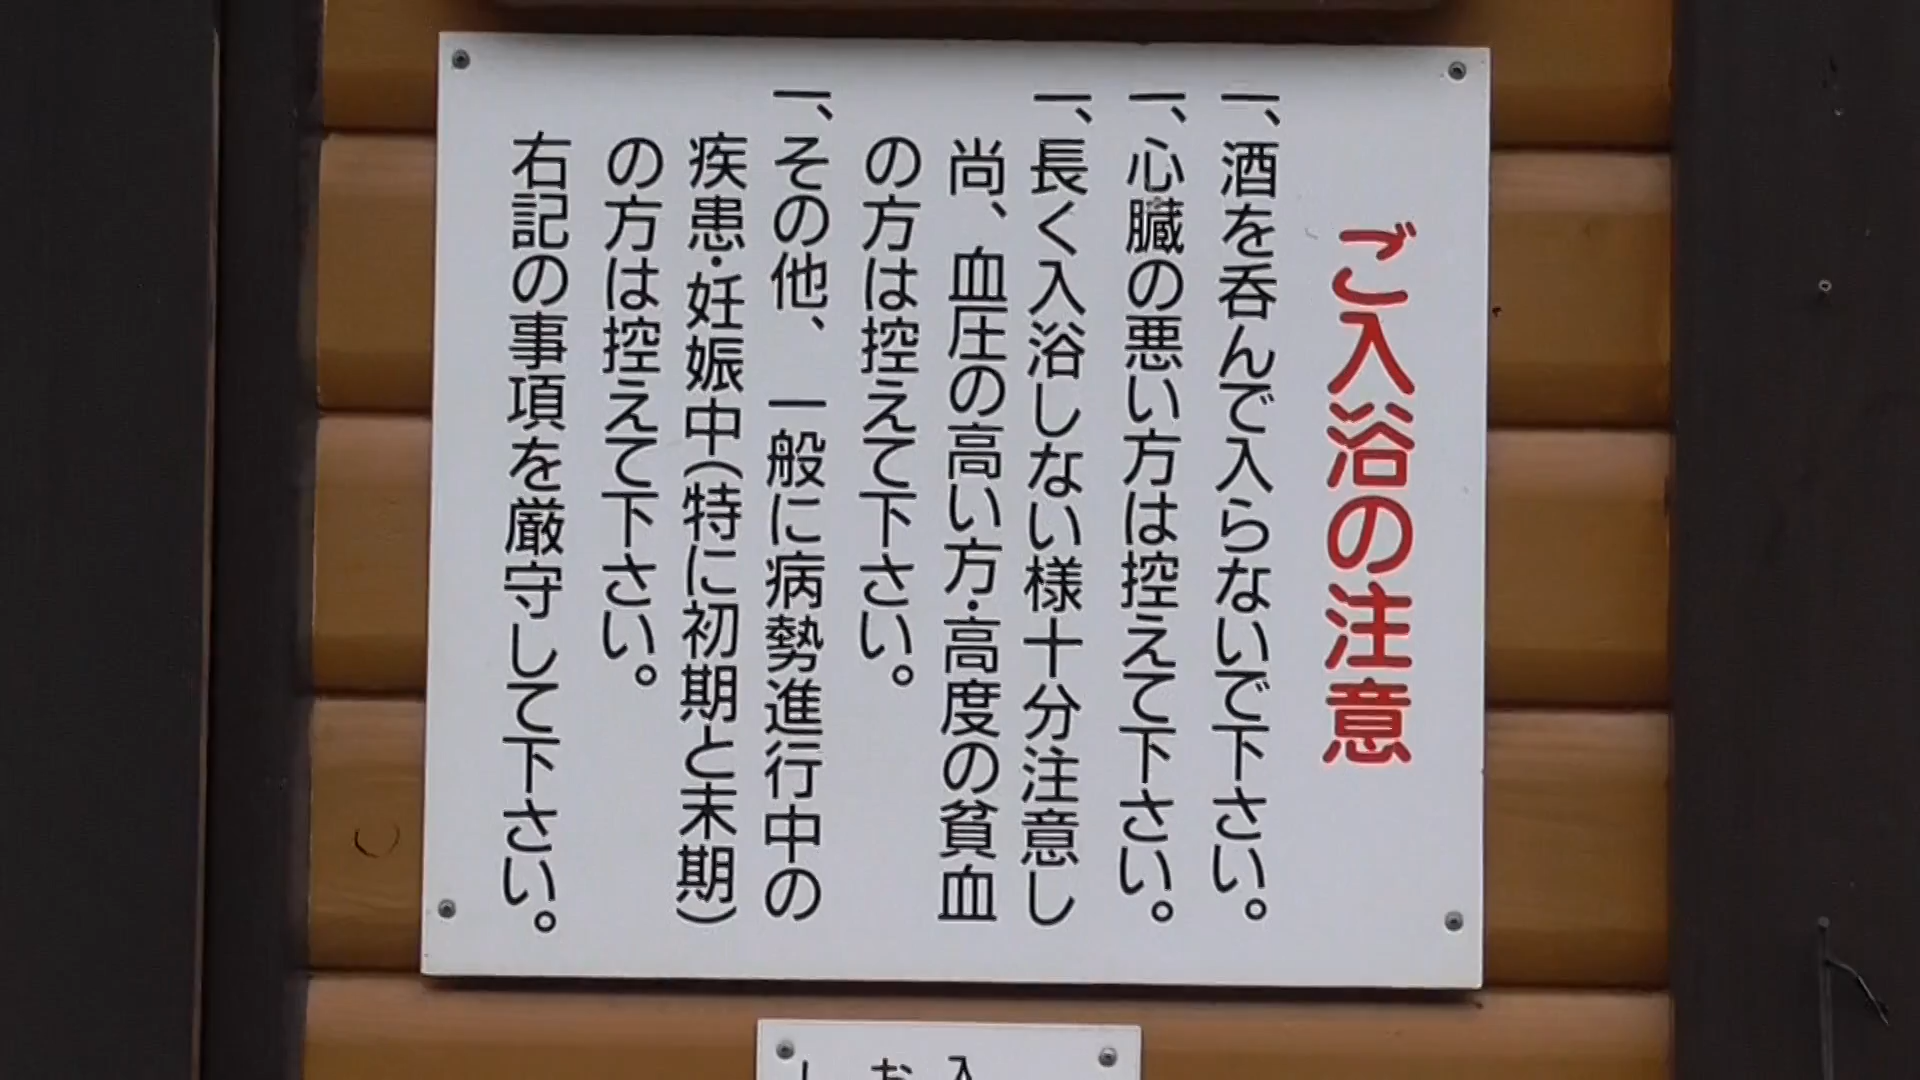 ご入浴の注意
一、酒を呑んで入らないで下さい。
一、心臓の悪い方は控えて下さい。
一、長く入浴しない様十分注意し
尚、血圧の高い方・高度の貧血
の方は控えて下さい。
一、その他、一般に病勢進行中の
疾患・妊娠中(特に初期と末期)
の方は控えて下さい。
右記の事項を厳守して下さい。
入
お